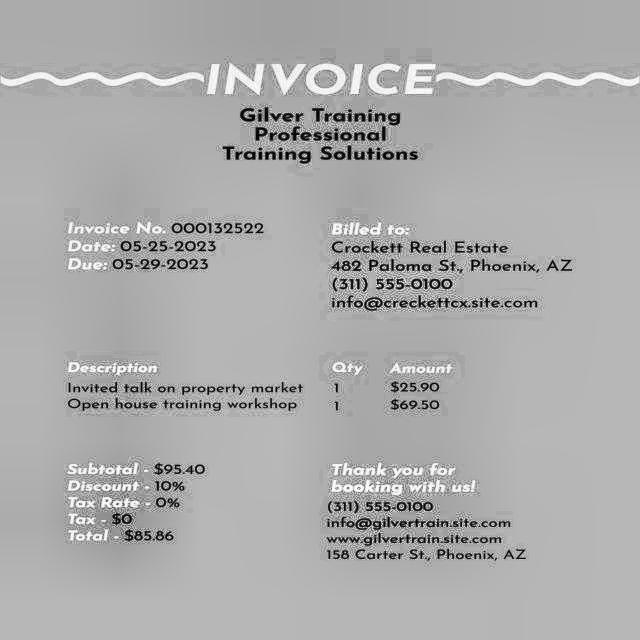 INVOICE
Gilver Training
Professional
Training Solutions
Invoice No. 000132522
Date: 05-25-2023
Due: 05-29-2023
Billed to:
Crockett Real Estate
482 Paloma St., Phoenix, AZ
(311) 555-0100
info@creckettcx.site.com
Description Qty Amount
Invited talk on property market 1 $25.90
Open house training workshop 1 $69.50
Subtotal - $95.40
Discount - 10%
Tax Rate - 0%
Tax - $0
Total - $85.86
Thank you for
booking with us!
(311) 555-0100
info@gilvertrain.site.com
www.gilvertrain.site.com
158 Carter St., Phoenix, AZ